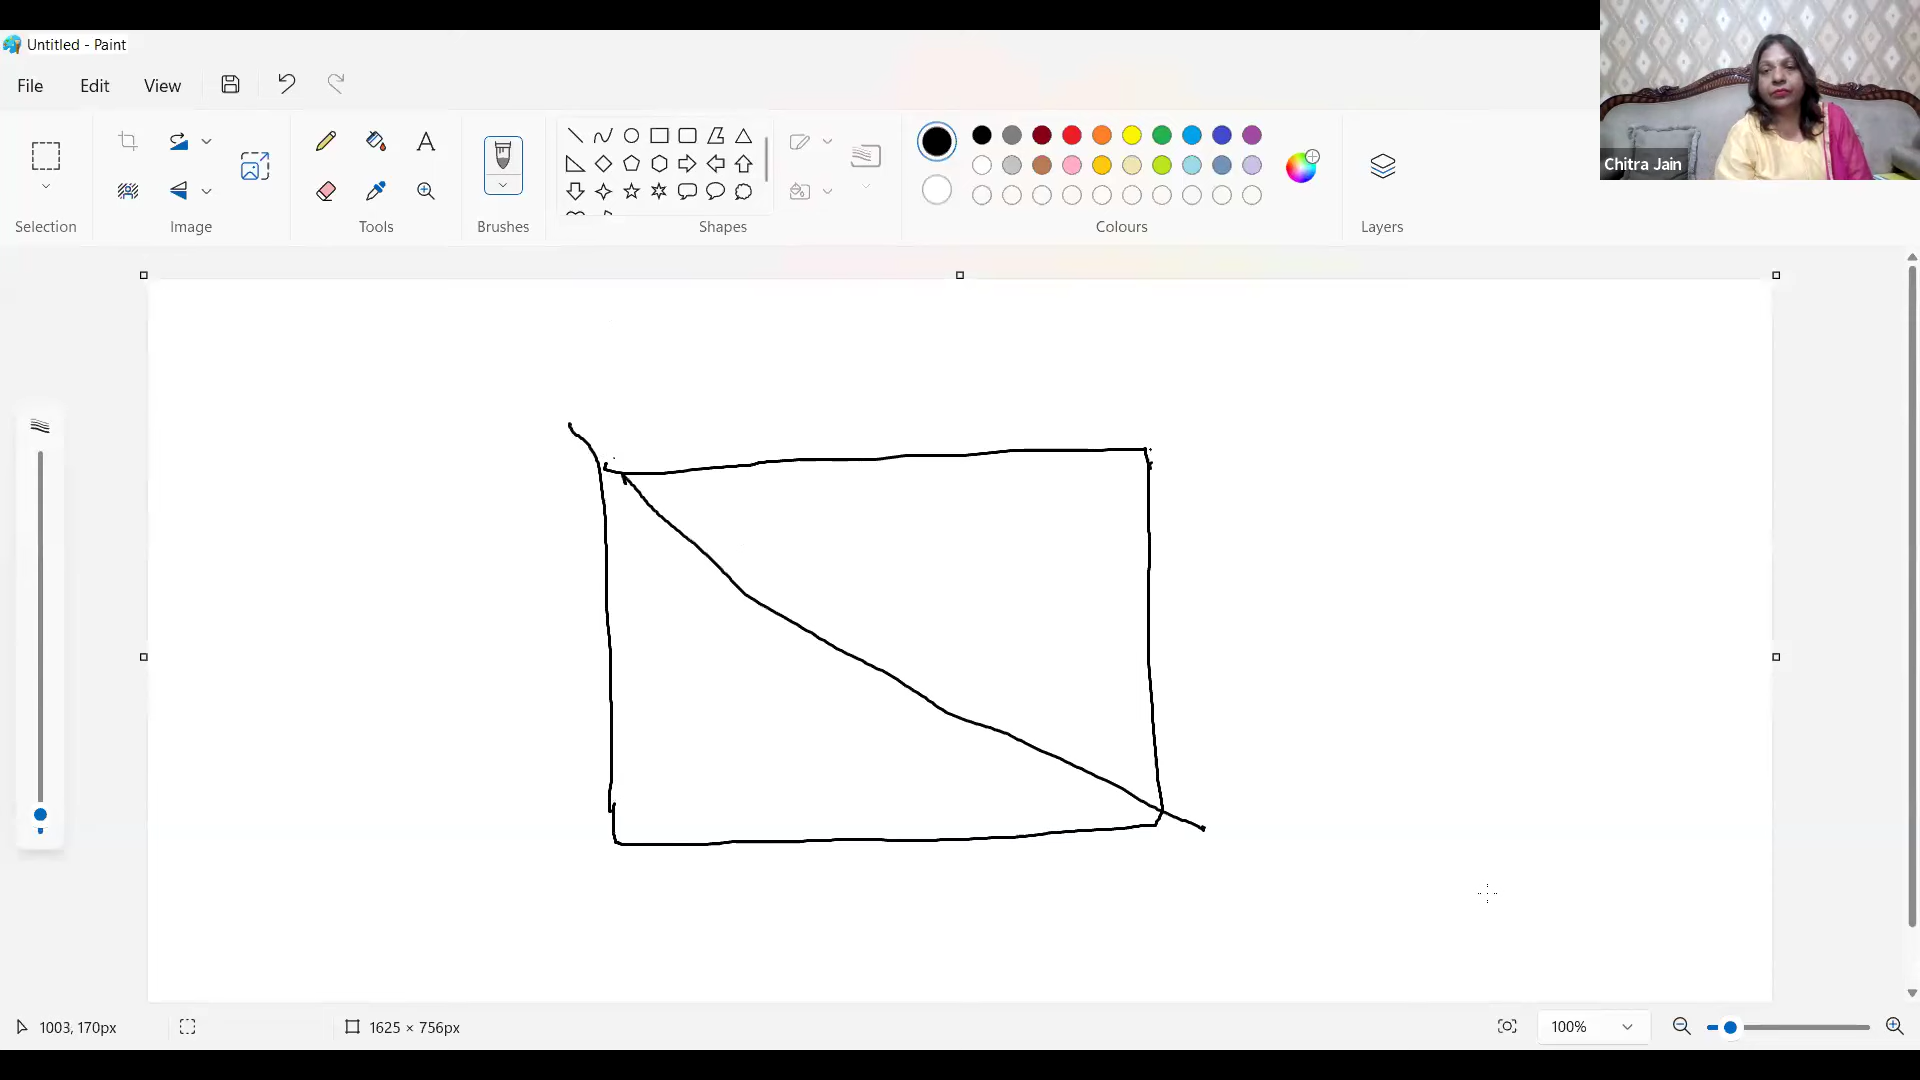 Untitled - Paint
File Edit View
Selection Image Tools Brushes Shapes Colours Layers
Chitra Jain
1003, 170px 1625 × 756px 100%